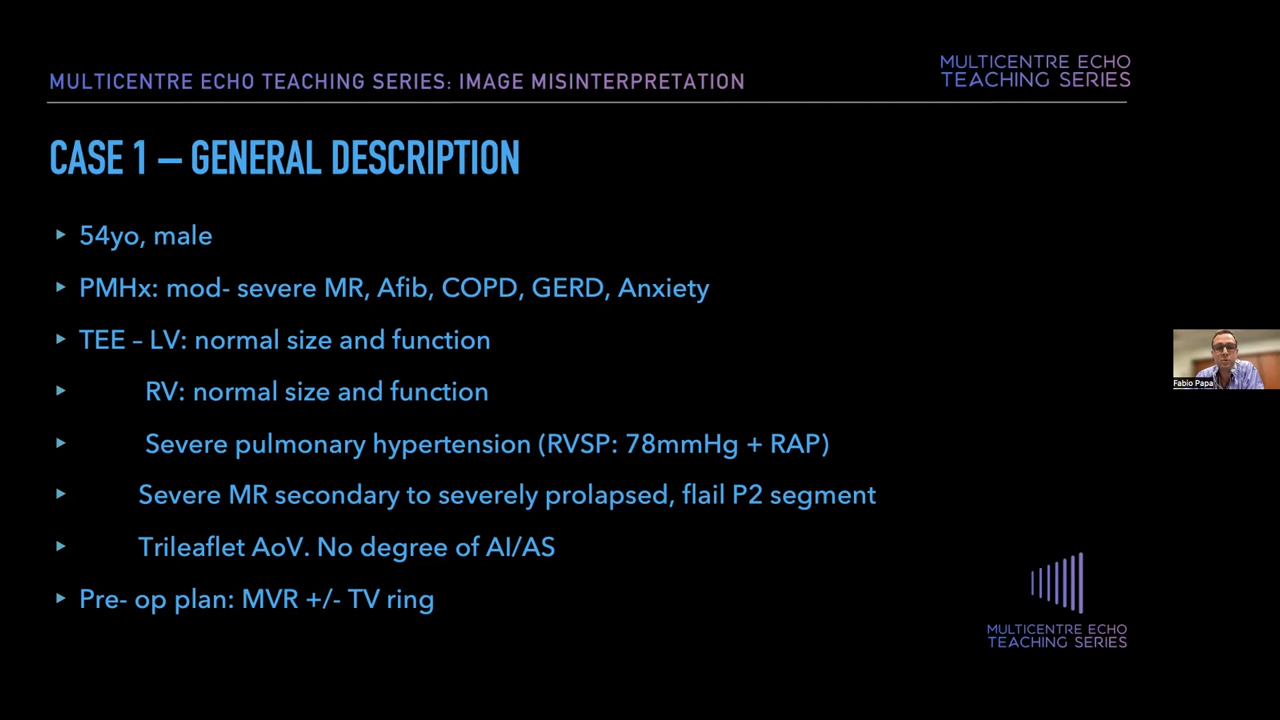 MULTICENTRE ECHO TEACHING SERIES: IMAGE MISINTERPRETATION
MULTICENTRE ECHO
TEACHING SERIES
CASE 1 – GENERAL DESCRIPTION
54yo, male
PMHx: mod- severe MR, Afib, COPD, GERD, Anxiety
TEE – LV: normal size and function
RV: normal size and function
Severe pulmonary hypertension (RVSP: 78mmHg + RAP)
Severe MR secondary to severely prolapsed, flail P2 segment
Trileaflet AoV. No degree of AI/AS
Pre- op plan: MVR +/- TV ring
Fabio Papa
MULTICENTRE ECHO
TEACHING SERIES